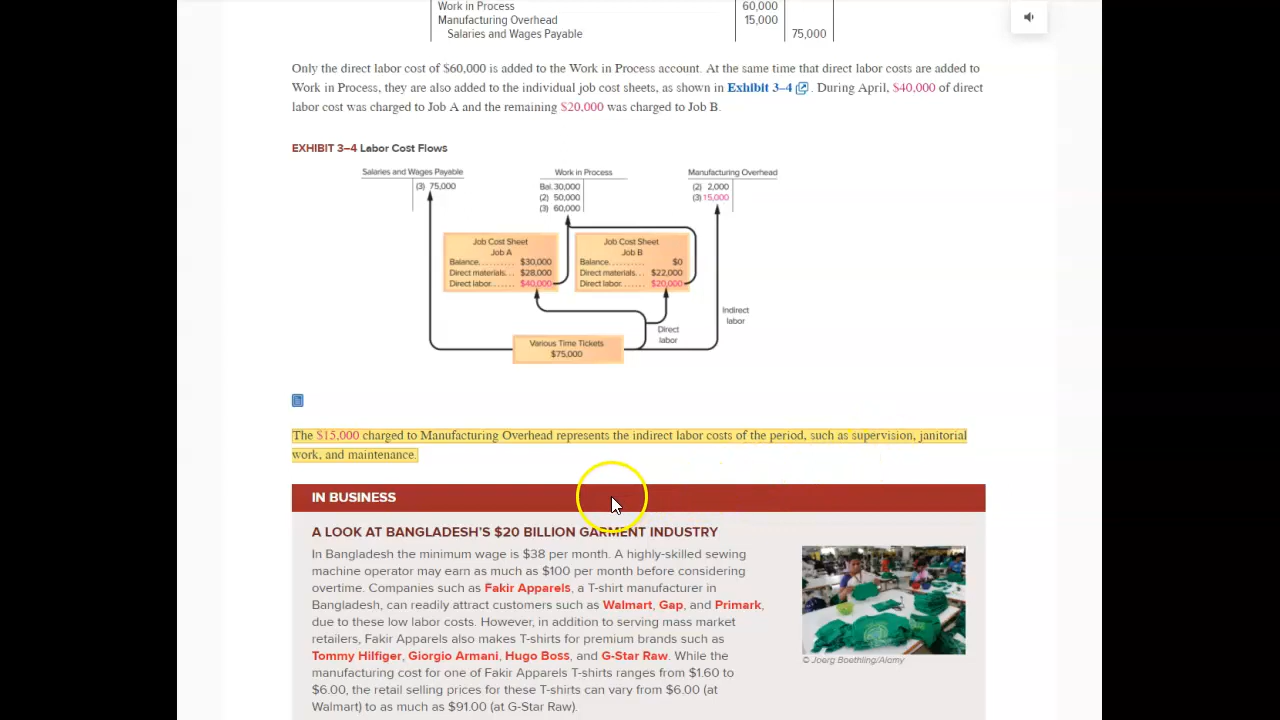 Work in Process 60,000
Manufacturing Overhead 15,000
Salaries and Wages Payable 75,000
Only the direct labor cost of $60,000 is added to the Work in Process account. At the same time that direct labor costs are added to
Work in Process, they are also added to the individual job cost sheets, as shown in Exhibit 3–4 . During April, $40,000 of direct
labor cost was charged to Job A and the remaining $20,000 was charged to Job B.
EXHIBIT 3–4 Labor Cost Flows
Salaries and Wages Payable
(3) 75,000
Work in Process
Bal. 30,000
(2) 50,000
(3) 60,000
Manufacturing Overhead
(2) 2,000
(3) 15,000
Job Cost Sheet
Job A
Balance.......... $30,000
Direct materials... $28,000
Direct labor....... $40,000
Job Cost Sheet
Job B
Balance.......... $0
Direct materials... $22,000
Direct labor....... $20,000
Indirect
labor
Direct
labor
Various Time Tickets
$75,000
The $15,000 charged to Manufacturing Overhead represents the indirect labor costs of the period, such as supervision, janitorial
work, and maintenance.
IN BUSINESS
A LOOK AT BANGLADESH'S $20 BILLION GARMENT INDUSTRY
In Bangladesh the minimum wage is $38 per month. A highly-skilled sewing
machine operator may earn as much as $100 per month before considering
overtime. Companies such as Fakir Apparels, a T-shirt manufacturer in
Bangladesh, can readily attract customers such as Walmart, Gap, and Primark,
due to these low labor costs. However, in addition to serving mass market
retailers, Fakir Apparels also makes T-shirts for premium brands such as
Tommy Hilfiger, Giorgio Armani, Hugo Boss, and G-Star Raw. While the
manufacturing cost for one of Fakir Apparels T-shirts ranges from $1.60 to
$6.00, the retail selling prices for these T-shirts can vary from $6.00 (at
Walmart) to as much as $91.00 (at G-Star Raw).
© Joerg Boethling/Alamy